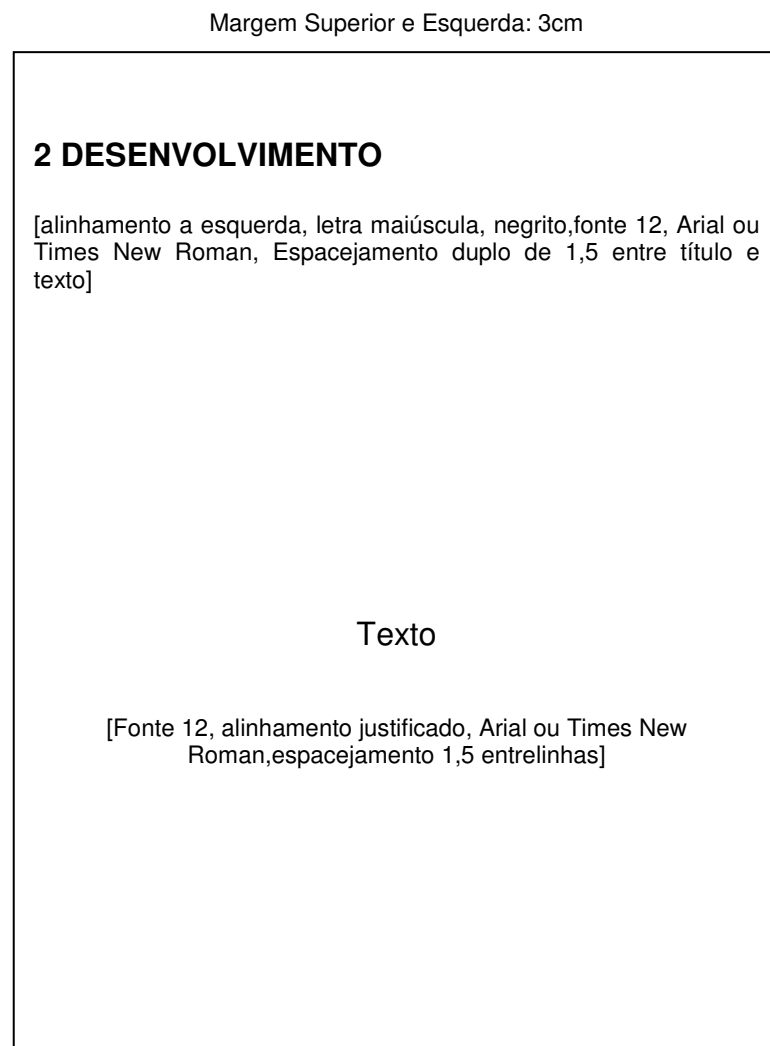 Margem Superior e Esquerda: 3cm
2 DESENVOLVIMENTO
[alinhamento a esquerda, letra maiúscula, negrito,fonte 12, Arial ou
Times New Roman, Espacejamento duplo de 1,5 entre título e
texto]
Texto
[Fonte 12, alinhamento justificado, Arial ou Times New
Roman,espacejamento 1,5 entrelinhas]